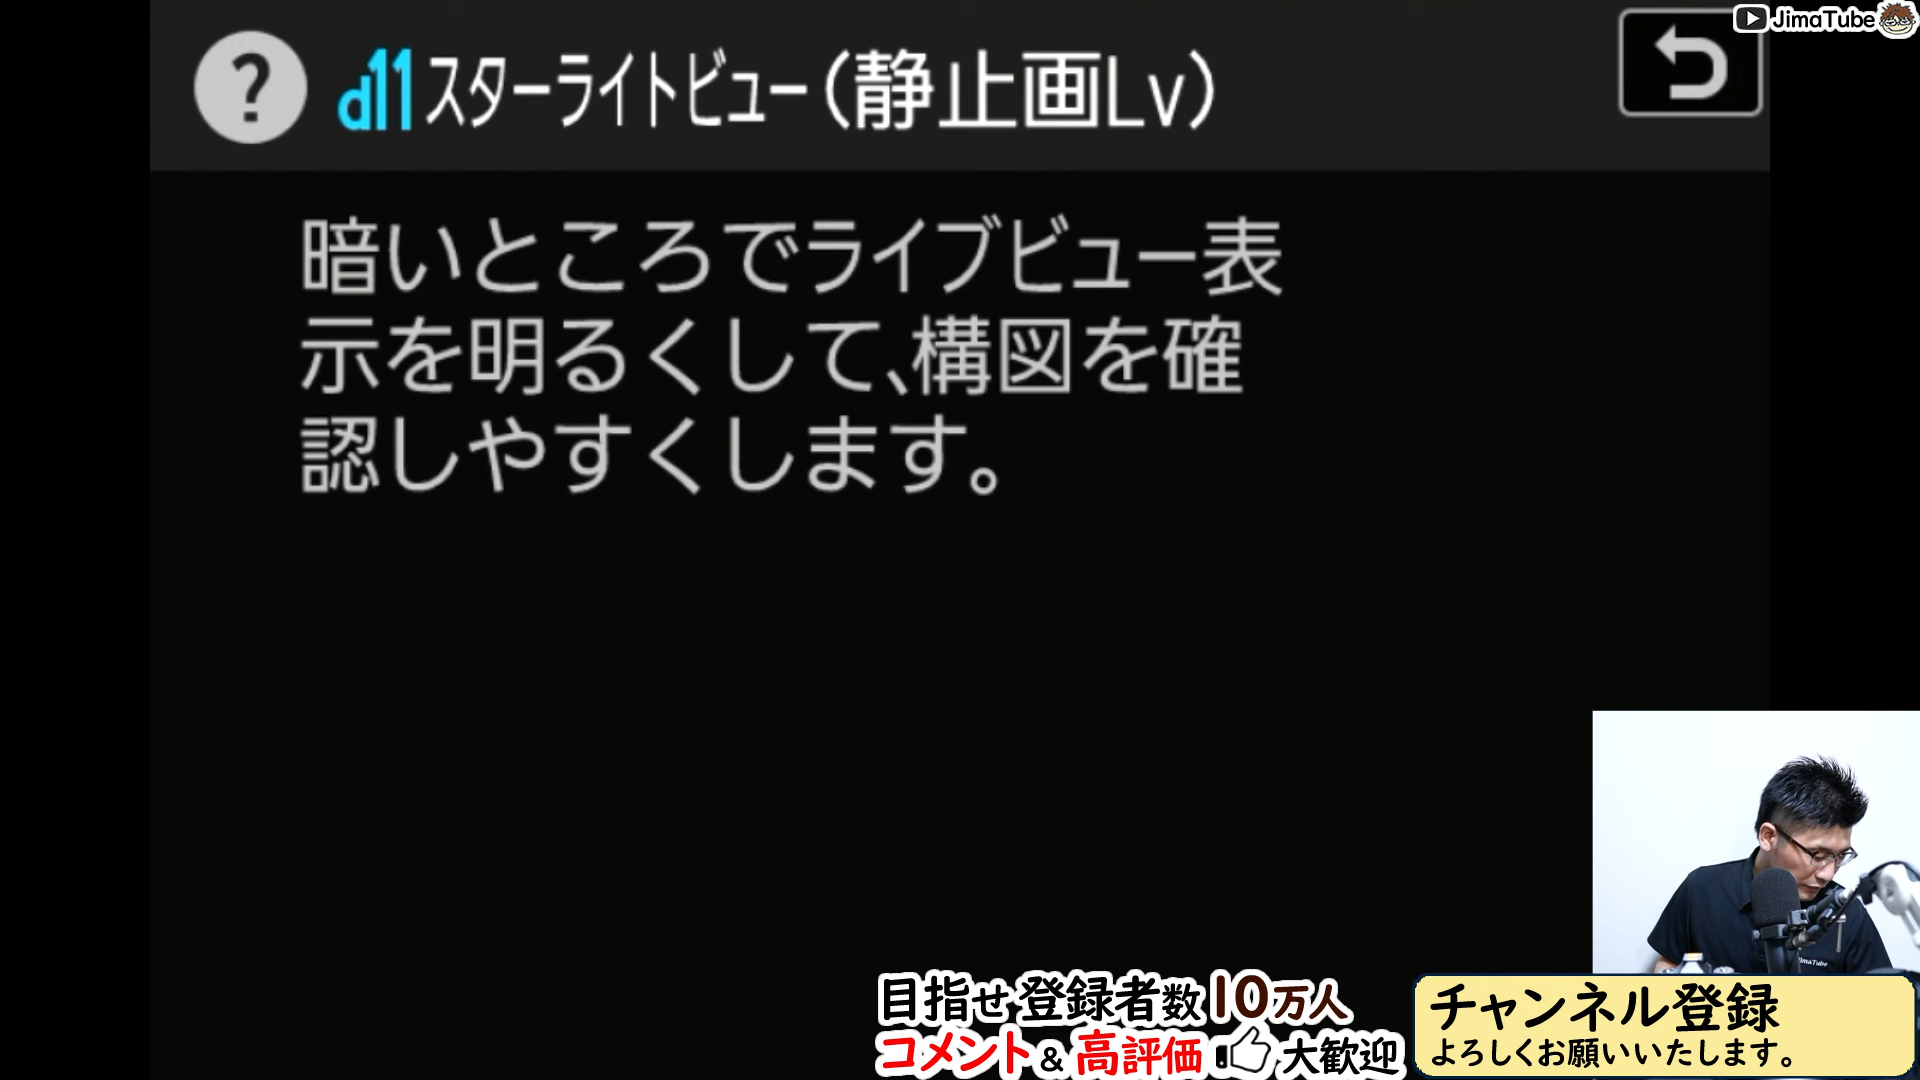 JimaTube
? d11 スターライトビュー(静止画Lv)
暗いところでライブビュー表
示を明るくして、構図を確
認しやすくします。
JimaTube
目指せ登録者数10万人
コメント&高評価 大歓迎
チャンネル登録
よろしくお願いいたします。